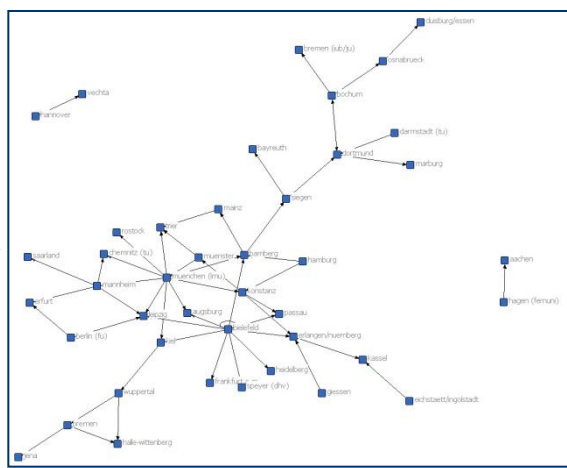 duisburg/essen
bremen (iub/ju)
osnabrueck
vechta
bochum
hannover
darmstadt (tu)
bayreuth
dortmund
marburg
siegen
mainz
rostock
trier
chemnitz (tu)
saarland
muenster
bamberg
hamburg
aachen
muenchen (lmu)
mannheim
konstanz
erfurt
hagen (fernuni)
leipzig
augsburg
passau
berlin (fu)
bielefeld
erlangen/nuernberg
kiel
kassel
heidelberg
frankfurt
speyer (dhv)
wuppertal
giessen
eichstaett/ingolstadt
bremen
halle-wittenberg
jena